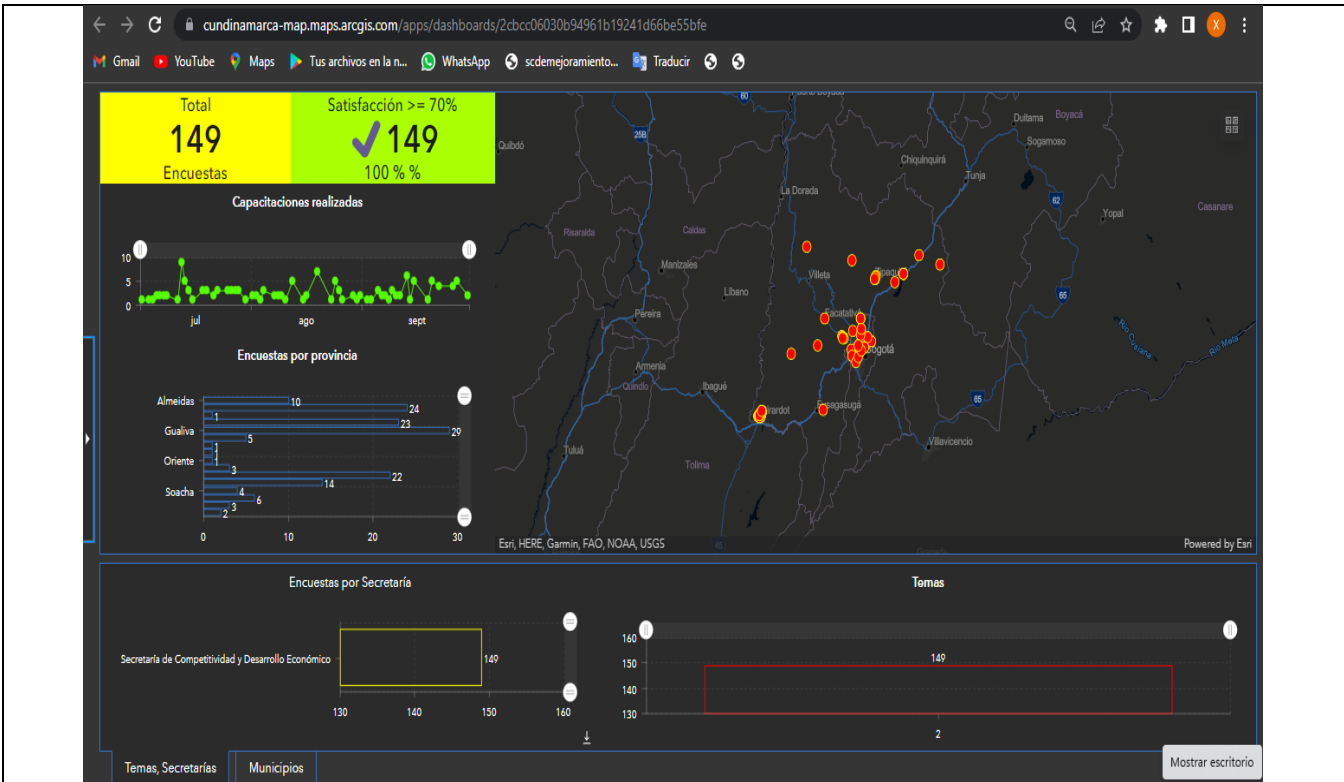 cundinamarca-map.maps.arcgis.com/apps/dashboards/2cbcc06030b94961b19241d66be55bfe
X
Gmail YouTube Maps Tus archivos en la n... WhatsApp scdemejoramiento... Traducir
Total
149
Encuestas
Satisfacción >= 70%
149
100 % %
Capacitaciones realizadas
10
5
0
jul ago sept
Encuestas por provincia
Almeidas
10
24
1
23
Gualiva
29
5
1
1
Oriente
1
3
22
14
Soacha
4
6
3
2
0 10 20 30
60
Duitama
Boyacá
Sogamoso
25B
Quibdó
Chiquinquirá
Tunja
La Dorada
62
Yopal
Casanare
Risaralda
Caldas
Manizales
Villeta
Líbano
65
Pereira
Bogotá
Armenia
Quindío
Ibagué
65
Fusagasugá
Villavicencio
Tuluá
Tolima
Río Meta
45
Esri, HERE, Garmin, FAO, NOAA, USGS
Powered by Esri
Encuestas por Secretaría
Secretaría de Competitividad y Desarrollo Económico
149
130 140 150 160
Temas
160
150
140
130
149
2
Temas, Secretarías Municipios
Mostrar escritorio